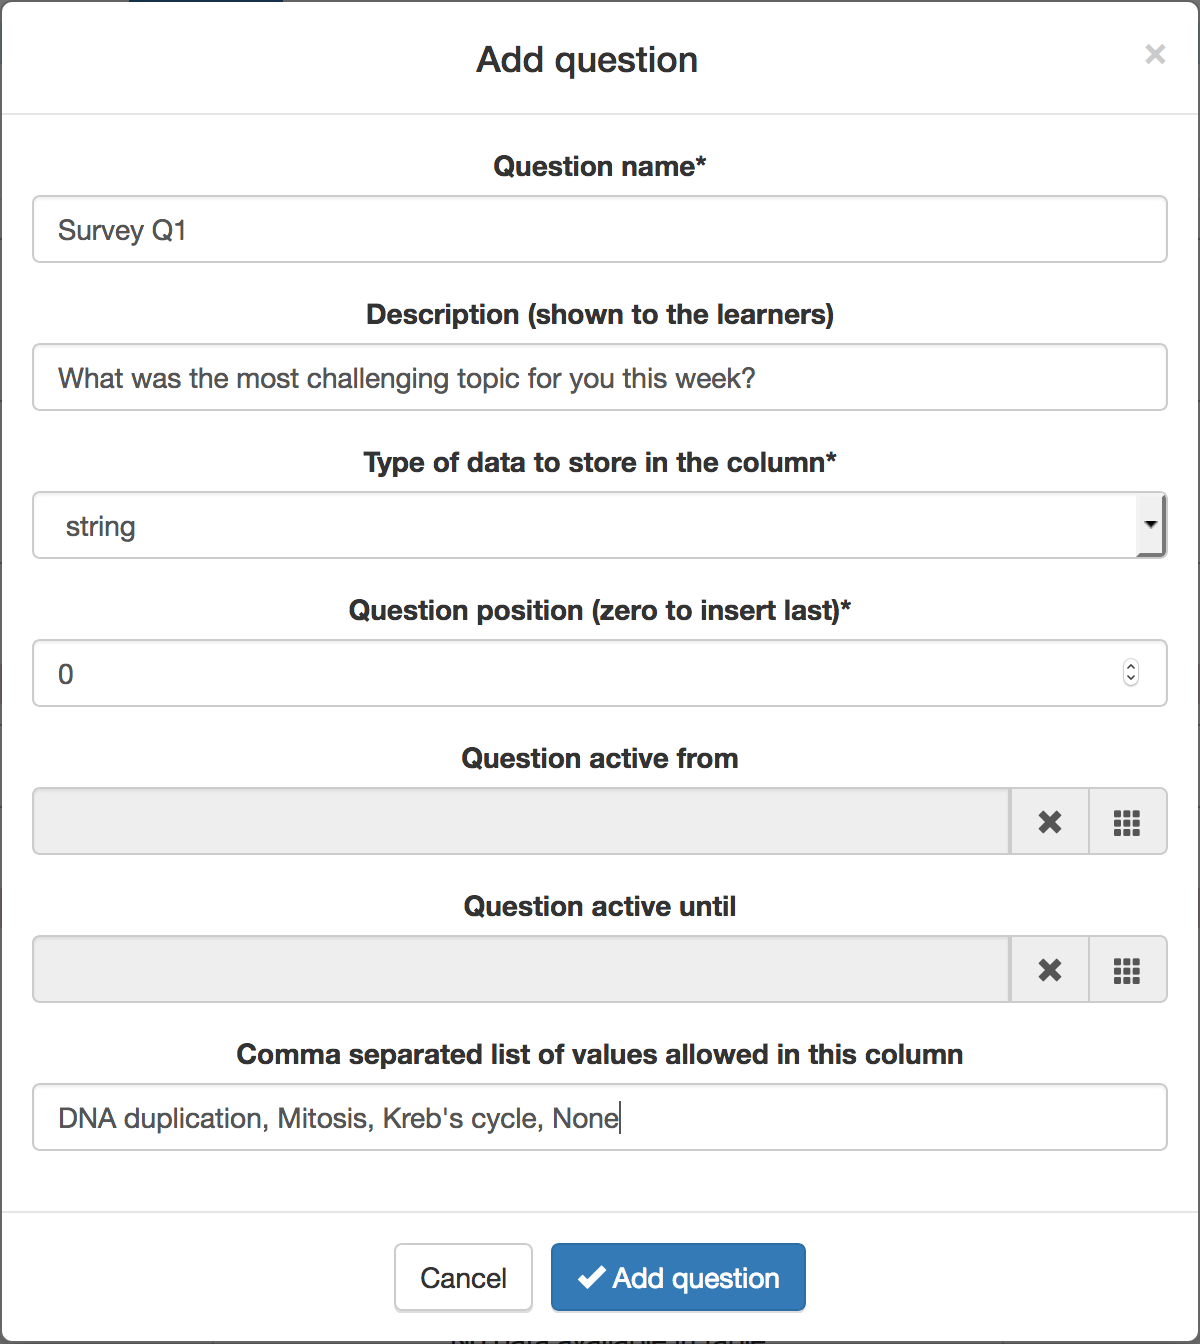 Add question
×
Question name*
Survey Q1
Description (shown to the learners)
What was the most challenging topic for you this week?
Type of data to store in the column*
string
Question position (zero to insert last)*
0
Question active from
Question active until
Comma separated list of values allowed in this column
DNA duplication, Mitosis, Kreb's cycle, None
Cancel
Add question